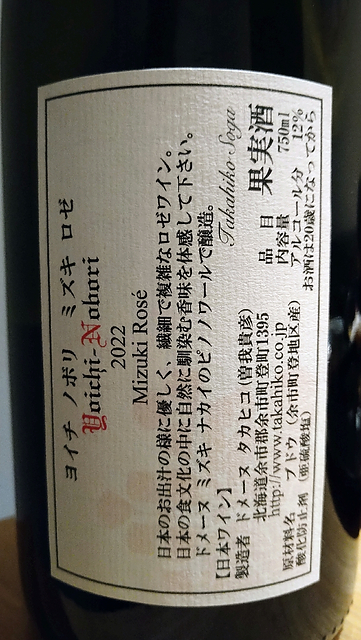 ヨイチ ノボリ ミズキ ロゼ
Yoichi-Nobori
2022
Mizuki Rosé
日本のお出汁の様に優しく、繊細で複雑なロゼワイン。
日本の食文化の中に自然に馴染む香味を体感して下さい。
ドメーヌ ミズキ ナカイのピノノワールで醸造。
Takahiko Soga
【日本ワイン】
果実酒
製造者 ドメーヌ タカヒコ(曽我貴彦)
北海道余市郡余市町登町1395
http://www.takahiko.co.jp
原材料名 ブドウ (余市町登地区産)
酸化防止剤 (亜硫酸塩)
品目
内容量 750ml
アルコール分 12%
お酒は20歳になってから